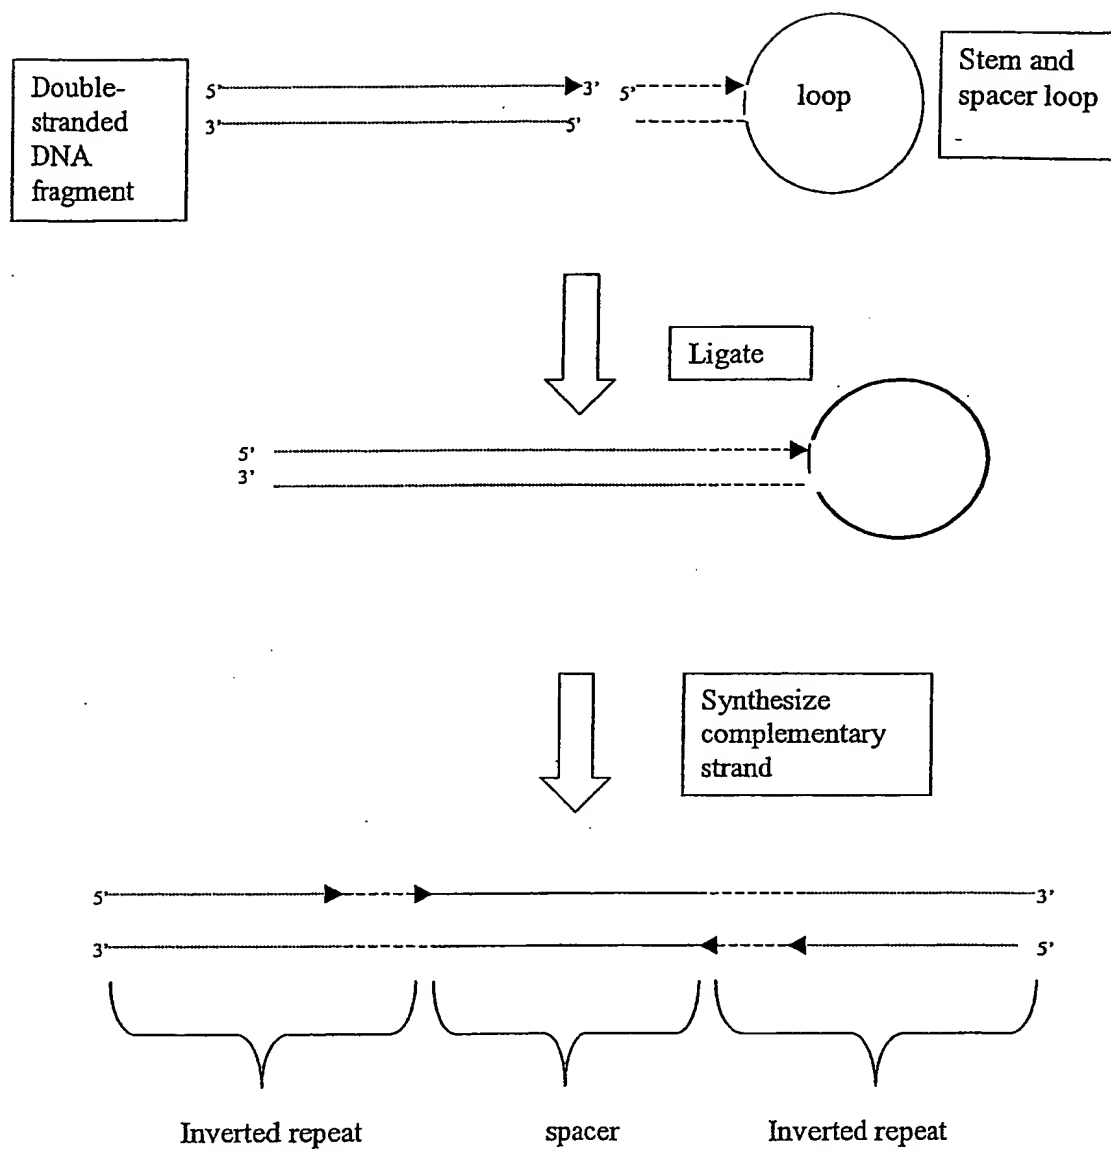 Double-
stranded
DNA
fragment
5' 3' 5'
3' 5'
loop
Stem and
spacer loop
Ligate
5'
3'
Synthesize
complementary
strand
5' 3'
3' 5'
Inverted repeat spacer Inverted repeat